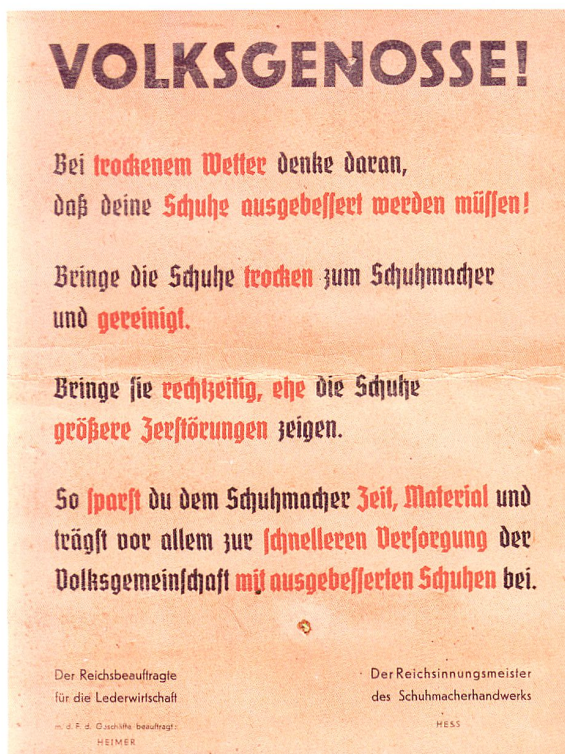 VOLKSGENOSSE!
Bei trockenem Wetter denke daran,
daß deine Schuhe ausgebessert werden müssen!
Bringe die Schuhe trocken zum Schuhmacher
und gereinigt.
Bringe sie rechtzeitig, ehe die Schuhe
größere Zerstörungen zeigen.
So sparst du dem Schuhmacher Zeit, Material und
trägst vor allem zur schnelleren Versorgung der
Volksgemeinschaft mit ausgebesserten Schuhen bei.
Der Reichsbeauftragte
für die Lederwirtschaft
m. d. F. d. Geschäfte beauftragt:
HEIMER
Der Reichsinnungsmeister
des Schuhmacherhandwerks
HESS